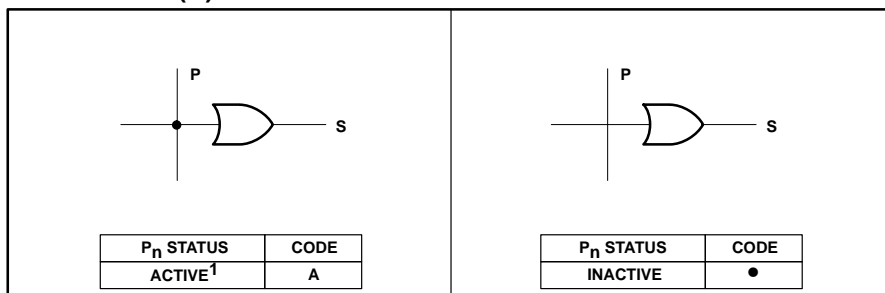 P
S
Pn STATUS CODE
ACTIVE1 A
P
S
Pn STATUS CODE
INACTIVE ●